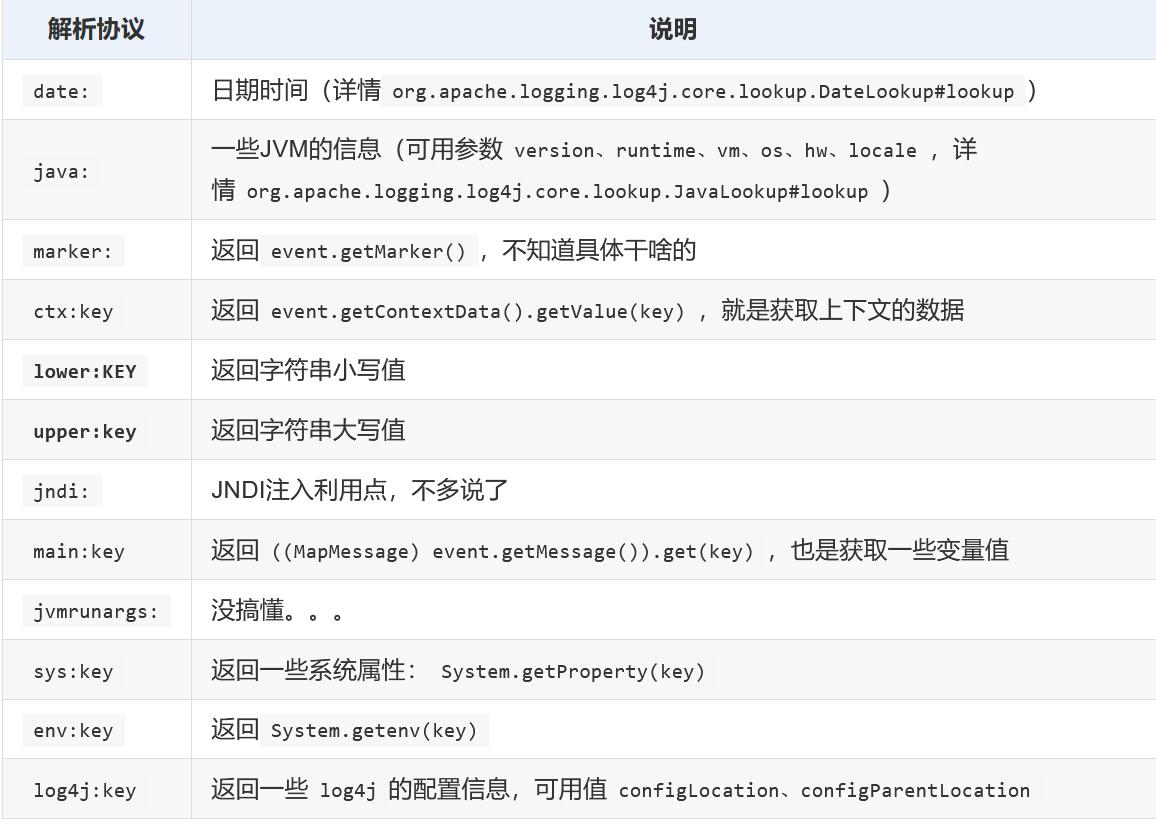 解析协议 说明
date: 日期时间（详情 org.apache.logging.log4j.core.lookup.DateLookup#lookup ）
java: 一些JVM的信息（可用参数 version、runtime、vm、os、hw、locale ，详
情 org.apache.logging.log4j.core.lookup.JavaLookup#lookup ）
marker: 返回 event.getMarker() ，不知道具体干啥的
ctx:key 返回 event.getContextData().getValue(key) ，就是获取上下文的数据
lower:KEY 返回字符串小写值
upper:key 返回字符串大写值
jndi: JNDI注入利用点，不多说了
main:key 返回 ((MapMessage) event.getMessage()).get(key) ，也是获取一些变量值
jvmrunargs: 没搞懂。。。
sys:key 返回一些系统属性： System.getProperty(key)
env:key 返回 System.getenv(key)
log4j:key 返回一些 log4j 的配置信息，可用值 configLocation、configParentLocation